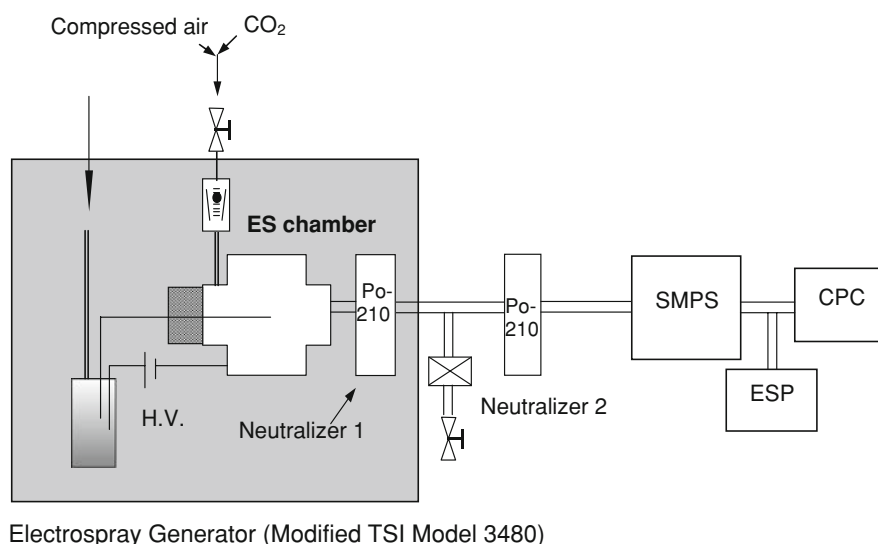 Compressed air CO₂
ES chamber
Po-
210
Po-
210
SMPS
CPC
ESP
H.V.
Neutralizer 1
Neutralizer 2
Electrospray Generator (Modified TSI Model 3480)